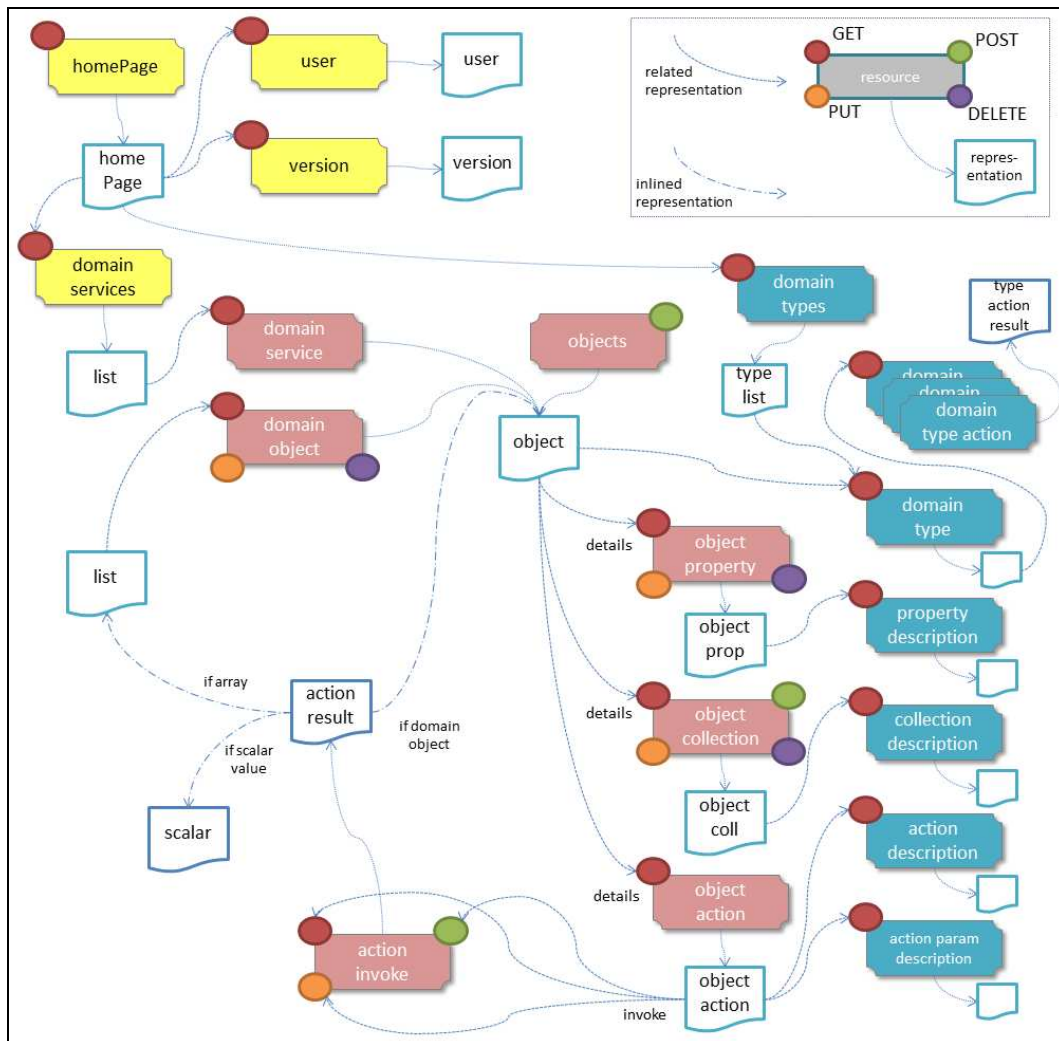 homePage
user
user
home
Page
version
version
GET
POST
resource
PUT
DELETE
related
representation
repres-
entation
inlined
representation
domain
services
list
domain
service
objects
domain
types
type
action
result
type
list
domain
domain
domain
type action
domain
object
object
domain
type
list
details
object
property
object
prop
property
description
action
result
if array
if domain
object
if scalar
value
scalar
details
object
collection
object
coll
collection
description
action
description
details
object
action
action
invoke
object
action
invoke
action param
description